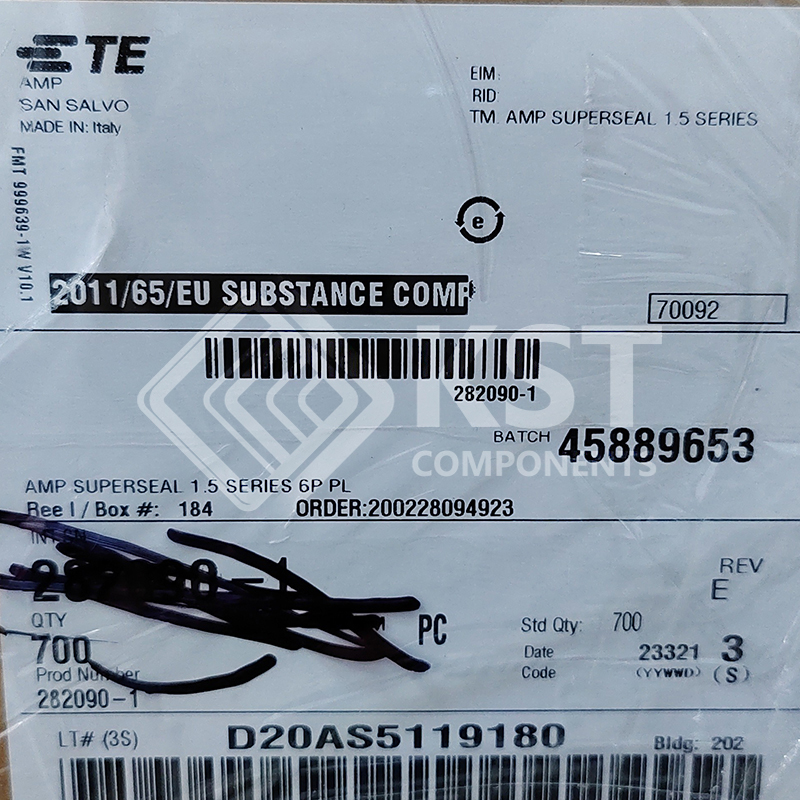 TE
AMP
SAN SALVO
MADE IN: Italy
EIM:
RID
TM. AMP SUPERSEAL 1.5 SERIES
FMT 999639-1W V10.1
e
2011/65/EU SUBSTANCE COMP
70092
282090-1
KST
COMPONENTS
BATCH 45889653
AMP SUPERSEAL 1.5 SERIES 6P PL
Reel/Box #: 184 ORDER:200228094923
282090-1
REV
E
QTY
700 PC
Std Qty: 700
Date
Code
23321 3
(YYWWD) (S)
Prod Number
282090-1
LT# (3S) D20AS5119180 Bldg: 202